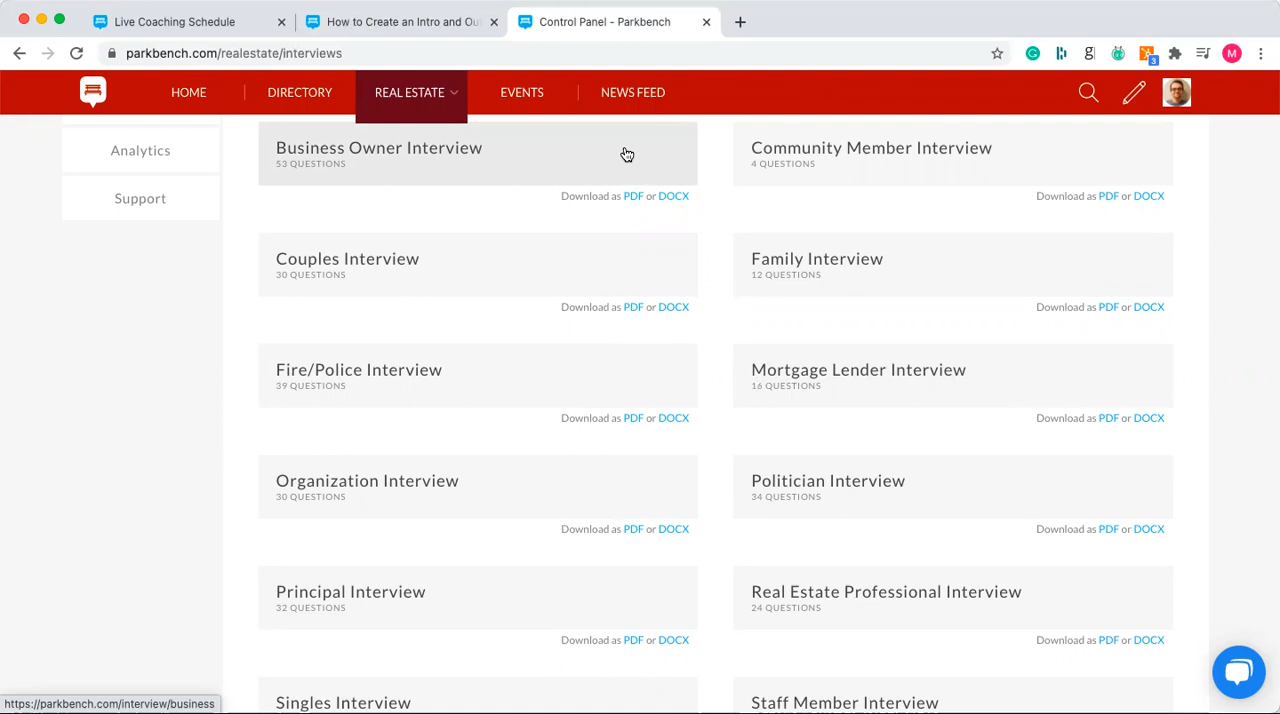 Live Coaching Schedule
How to Create an Intro and Ou
Control Panel - Parkbench
parkbench.com/realestate/interviews
3
M
HOME
DIRECTORY
REAL ESTATE
EVENTS
NEWS FEED
Analytics
Support
Business Owner Interview
53 QUESTIONS
Download as PDF or DOCX
Community Member Interview
4 QUESTIONS
Download as PDF or DOCX
Couples Interview
30 QUESTIONS
Download as PDF or DOCX
Family Interview
12 QUESTIONS
Download as PDF or DOCX
Fire/Police Interview
39 QUESTIONS
Download as PDF or DOCX
Mortgage Lender Interview
16 QUESTIONS
Download as PDF or DOCX
Organization Interview
30 QUESTIONS
Download as PDF or DOCX
Politician Interview
34 QUESTIONS
Download as PDF or DOCX
Principal Interview
32 QUESTIONS
Download as PDF or DOCX
Real Estate Professional Interview
24 QUESTIONS
Download as PDF or DOCX
Singles Interview
Staff Member Interview
https://parkbench.com/interview/business